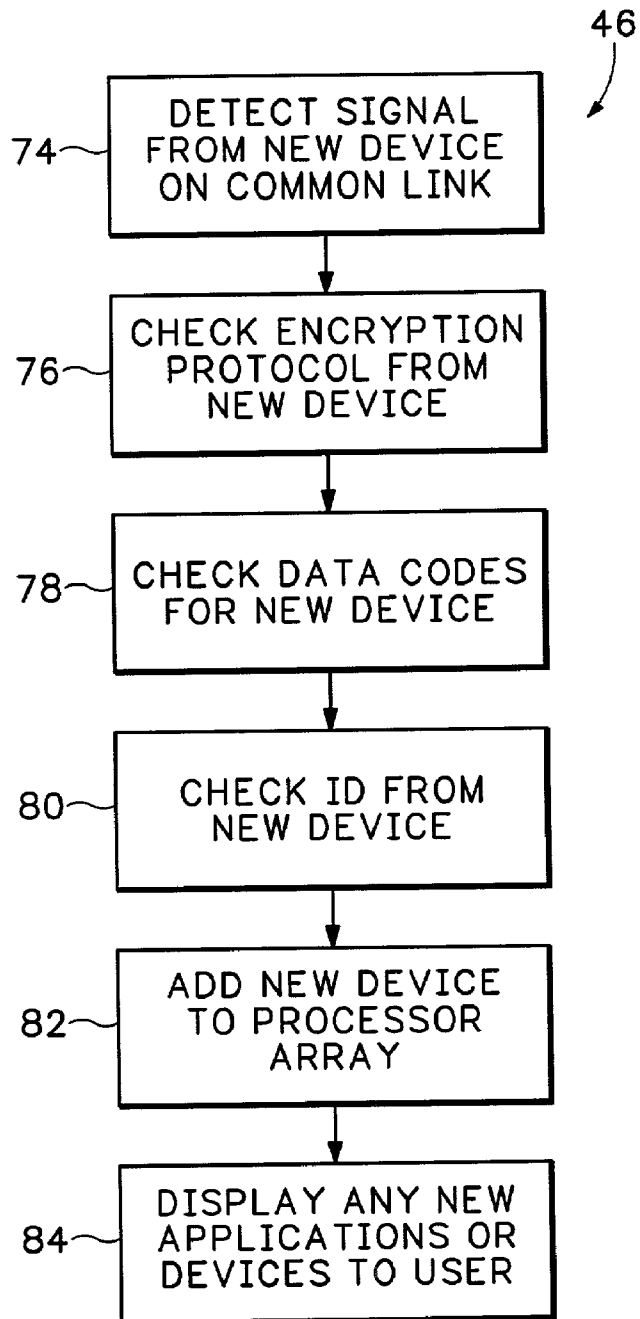 46
74
DETECT SIGNAL
FROM NEW DEVICE
ON COMMON LINK
76
CHECK ENCRYPTION
PROTOCOL FROM
NEW DEVICE
78
CHECK DATA CODES
FOR NEW DEVICE
80
CHECK ID FROM
NEW DEVICE
82
ADD NEW DEVICE
TO PROCESSOR
ARRAY
84
DISPLAY ANY NEW
APPLICATIONS OR
DEVICES TO USER